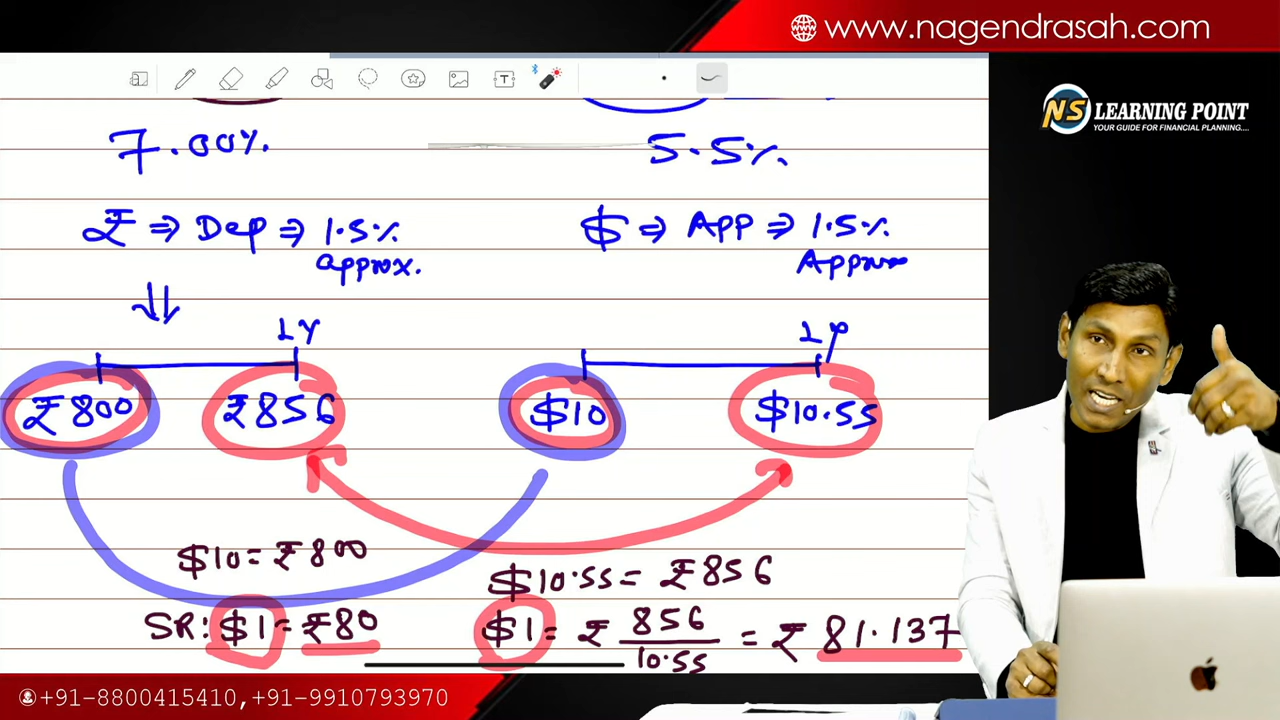 www.nagendrasah.com
NS LEARNING POINT
YOUR GUIDE FOR FINANCIAL PLANNING....
7.00% 5.5%
₹ ⇒ Dep ⇒ 1.5% $ ⇒ App ⇒ 1.5%
approx. Approx
⇓
1 Y 1 Y
₹800 ₹856 $10 $10.55
$10 = ₹800 $10.55 = ₹856
SR: $1 = ₹80 $1 = ₹ 856/10.55 = ₹ 81.137
+91-8800415410,+91-9910793970